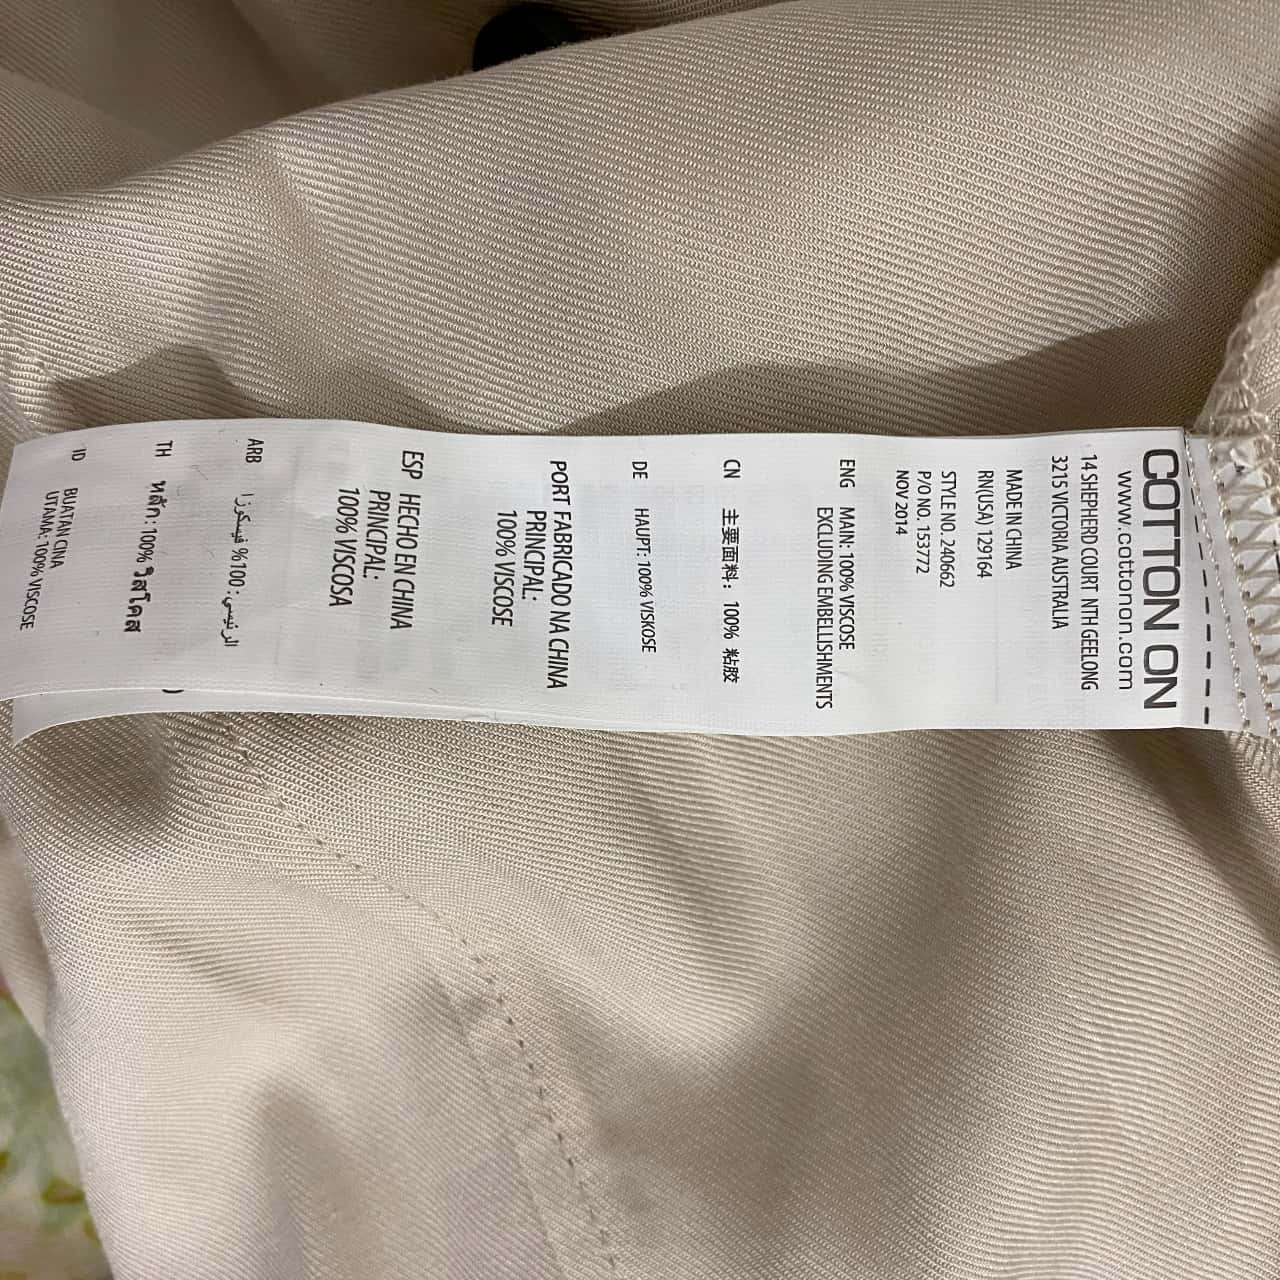 COTTON ON
www.cottonon.com
14 SHEPHERD COURT NTH GEELONG
3215 VICTORIA AUSTRALIA
MADE IN CHINA
RN(USA) 129164
STYLE NO. 240662
P/O NO. 153772
NOV 2014
ENG MAIN: 100% VISCOSE
EXCLUDING EMBELLISHMENTS
CN 主要面料: 100% 粘胶
DE HAUPT: 100% VISKOSE
PORT FABRICADO NA CHINA
PRINCIPAL:
100% VISCOSE
ESP HECHO EN CHINA
PRINCIPAL:
100% VISCOSA
ARB الرئيسي: 100% فيسكوزا
TH หลัก: 100% วิสโคส
ID BUATAN CINA
UTAMA: 100% VISCOSE